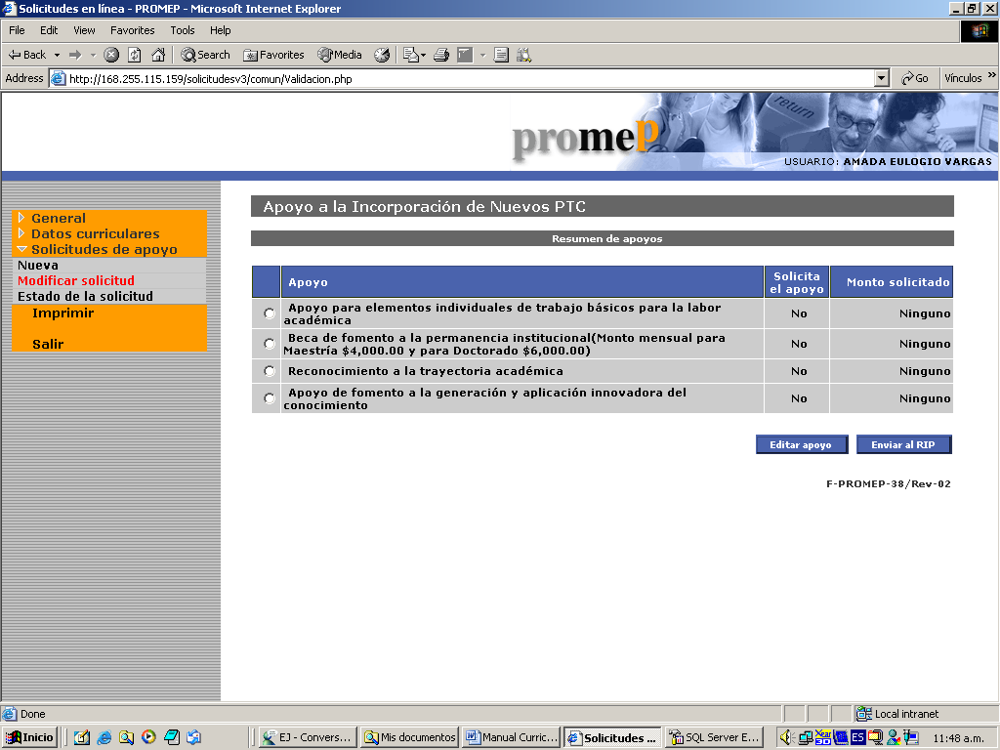 Solicitudes en línea - PROMEP - Microsoft Internet Explorer
File Edit View Favorites Tools Help
Back Search Favorites Media
Address http://168.255.115.159/solicitudesv3/comun/Validacion.php Go Vínculos »
return
promep
USUARIO: AMADA EULOGIO VARGAS
General
Datos curriculares
Solicitudes de apoyo
Nueva
Modificar solicitud
Estado de la solicitud
Imprimir
Salir
Apoyo a la Incorporación de Nuevos PTC
Resumen de apoyos
Apoyo Solicita el apoyo Monto solicitado
Apoyo para elementos individuales de trabajo básicos para la labor
académica No Ninguno
Beca de fomento a la permanencia institucional(Monto mensual para
Maestría $4,000.00 y para Doctorado $6,000.00) No Ninguno
Reconocimiento a la trayectoria académica No Ninguno
Apoyo de fomento a la generación y aplicación innovadora del
conocimiento No Ninguno
Editar apoyo Enviar al RIP
F-PROMEP-38/Rev-02
Done Local intranet
Inicio EJ - Convers... Mis documentos Manual Curric... Solicitudes ... SQL Server E... ES 11:48 a.m.